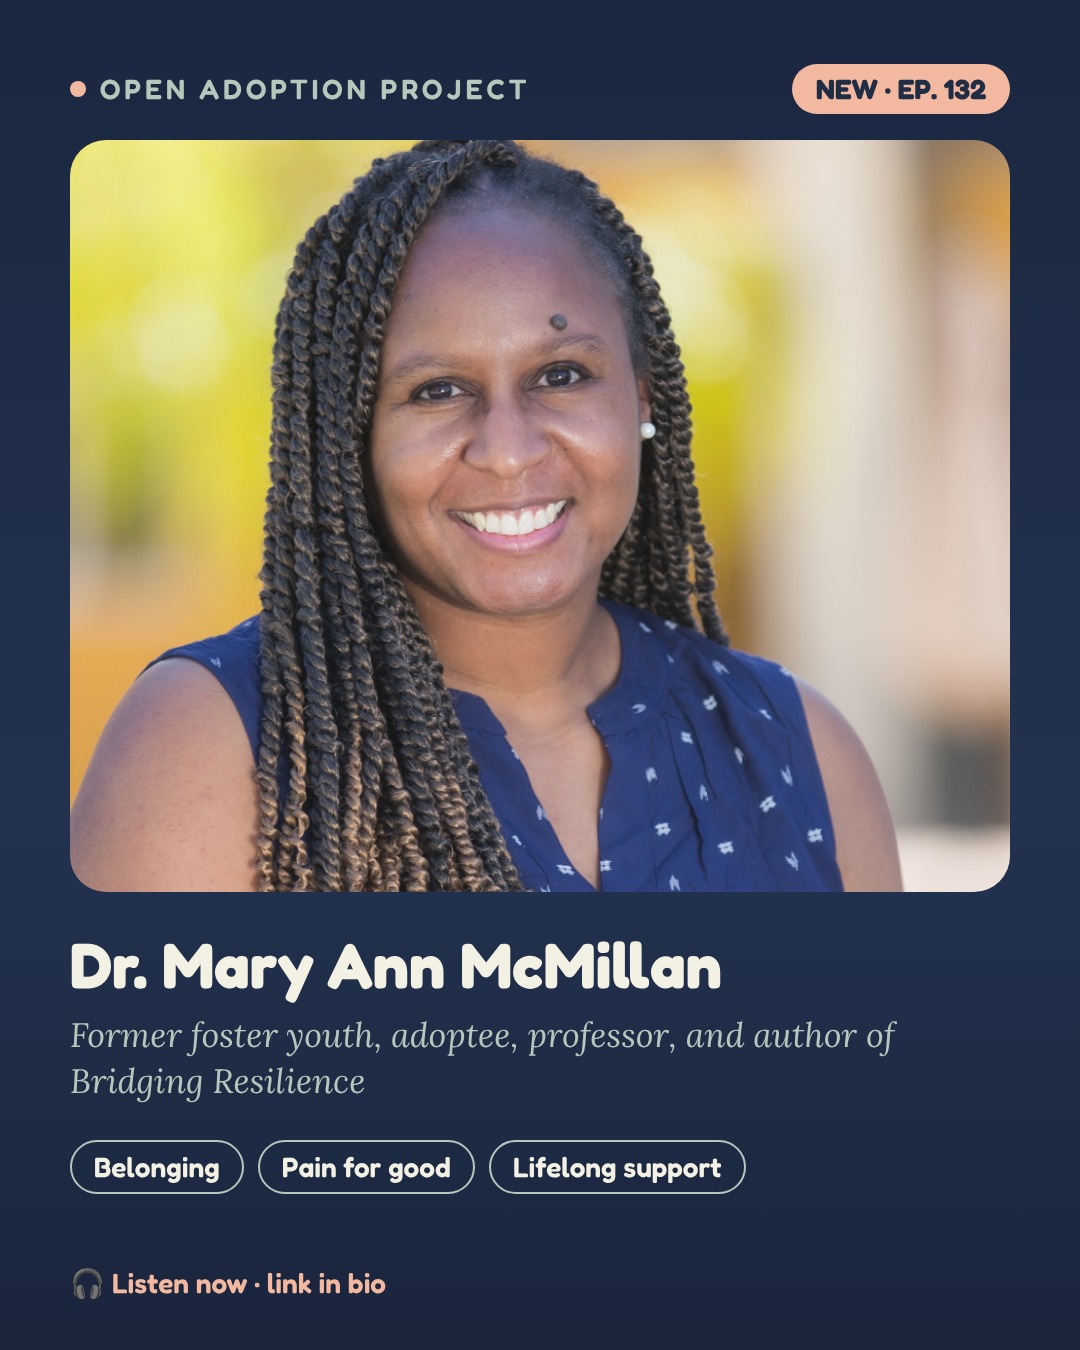 OPEN ADOPTION PROJECT
NEW · EP. 132
Dr. Mary Ann McMillan
Former foster youth, adoptee, professor, and author of
Bridging Resilience
Belonging
Pain for good
Lifelong support
🎧 Listen now · link in bio